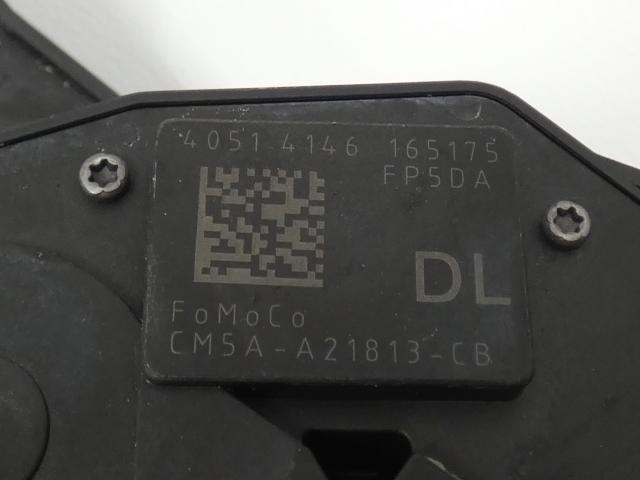 4051 4146 165175
FP5DA
DL
FoMoCo
CM5A-A21813-CB